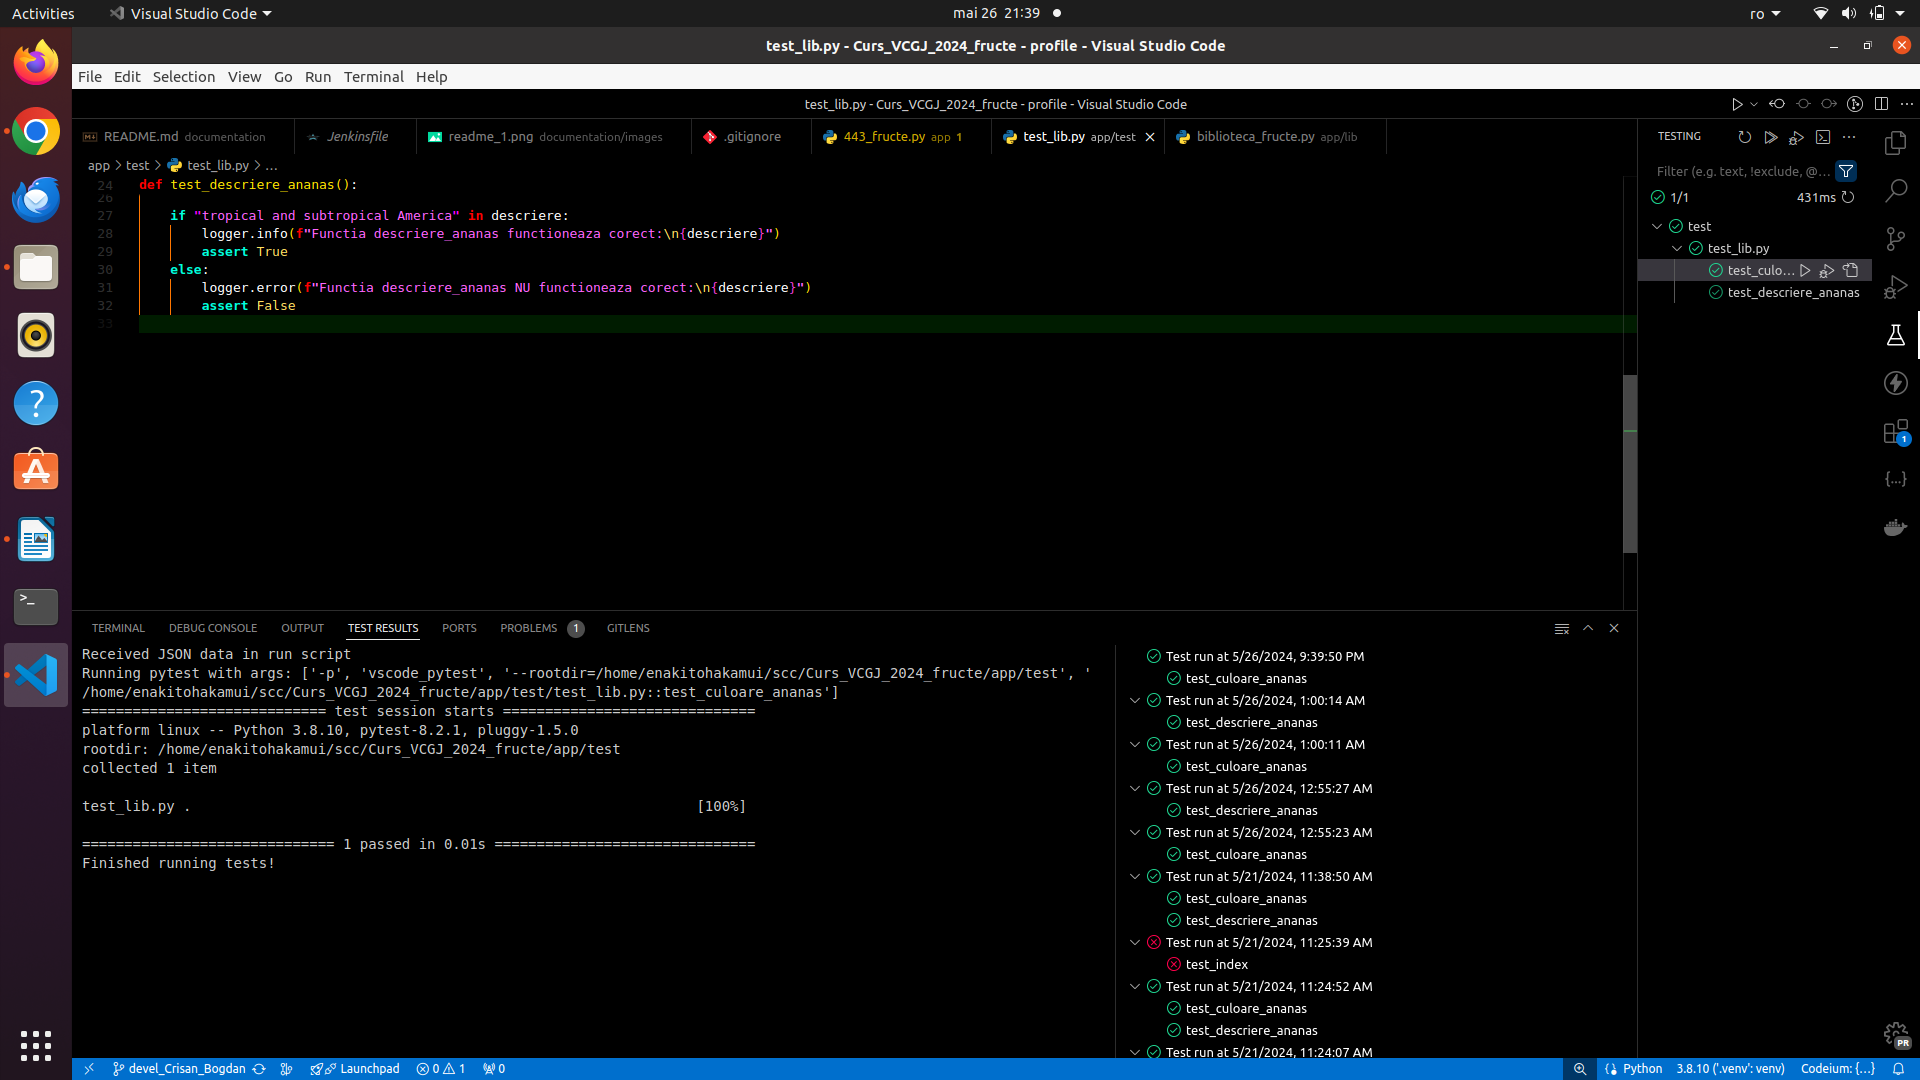 Activities
Visual Studio Code
mai 26 21:39
ro
test_lib.py - Curs_VCGJ_2024_fructe - profile - Visual Studio Code
File Edit Selection View Go Run Terminal Help
test_lib.py - Curs_VCGJ_2024_fructe - profile - Visual Studio Code
README.md documentation
Jenkinsfile
readme_1.png documentation/images
.gitignore
443_fructe.py app 1
test_lib.py app/test
biblioteca_fructe.py app/lib
app > test > test_lib.py > ...
24 def test_descriere_ananas():
26
27 if "tropical and subtropical America" in descriere:
28 logger.info(f"Functia descriere_ananas functioneaza corect:\n{descriere}")
29 assert True
30 else:
31 logger.error(f"Functia descriere_ananas NU functioneaza corect:\n{descriere}")
32 assert False
33
TESTING
Filter (e.g. text, !exclude, @...
1/1
431ms
test
test_lib.py
test_culo...
test_descriere_ananas
1
{...}
PR
TERMINAL DEBUG CONSOLE OUTPUT TEST RESULTS PORTS PROBLEMS 1 GITLENS
Received JSON data in run script
Running pytest with args: ['-p', 'vscode_pytest', '--rootdir=/home/enakitohakamui/scc/Curs_VCGJ_2024_fructe/app/test', '
/home/enakitohakamui/scc/Curs_VCGJ_2024_fructe/app/test/test_lib.py::test_culoare_ananas']
============================= test session starts ==============================
platform linux -- Python 3.8.10, pytest-8.2.1, pluggy-1.5.0
rootdir: /home/enakitohakamui/scc/Curs_VCGJ_2024_fructe/app/test
collected 1 item
test_lib.py . [100%]
============================== 1 passed in 0.01s ===============================
Finished running tests!
Test run at 5/26/2024, 9:39:50 PM
test_culoare_ananas
Test run at 5/26/2024, 1:00:14 AM
test_descriere_ananas
Test run at 5/26/2024, 1:00:11 AM
test_culoare_ananas
Test run at 5/26/2024, 12:55:27 AM
test_descriere_ananas
Test run at 5/26/2024, 12:55:23 AM
test_culoare_ananas
Test run at 5/21/2024, 11:38:50 AM
test_culoare_ananas
test_descriere_ananas
Test run at 5/21/2024, 11:25:39 AM
test_index
Test run at 5/21/2024, 11:24:52 AM
test_culoare_ananas
test_descriere_ananas
Test run at 5/21/2024, 11:24:07 AM
devel_Crisan_Bogdan
Launchpad
0 1
0
Python
3.8.10 ('.venv': venv)
Codeium: {...}